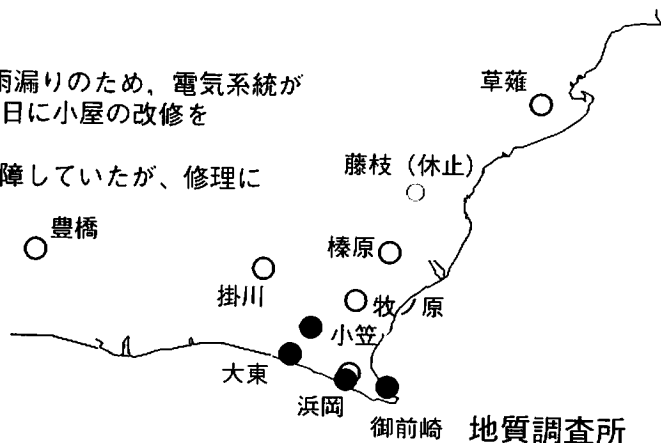 雨漏りのため，電気系統が
日に小屋の改修を
障していたが、修理に
草薙
藤枝（休止）
豊橋
榛原
掛川
牧ノ原
小笠
大東
浜岡
御前崎
地質調査所